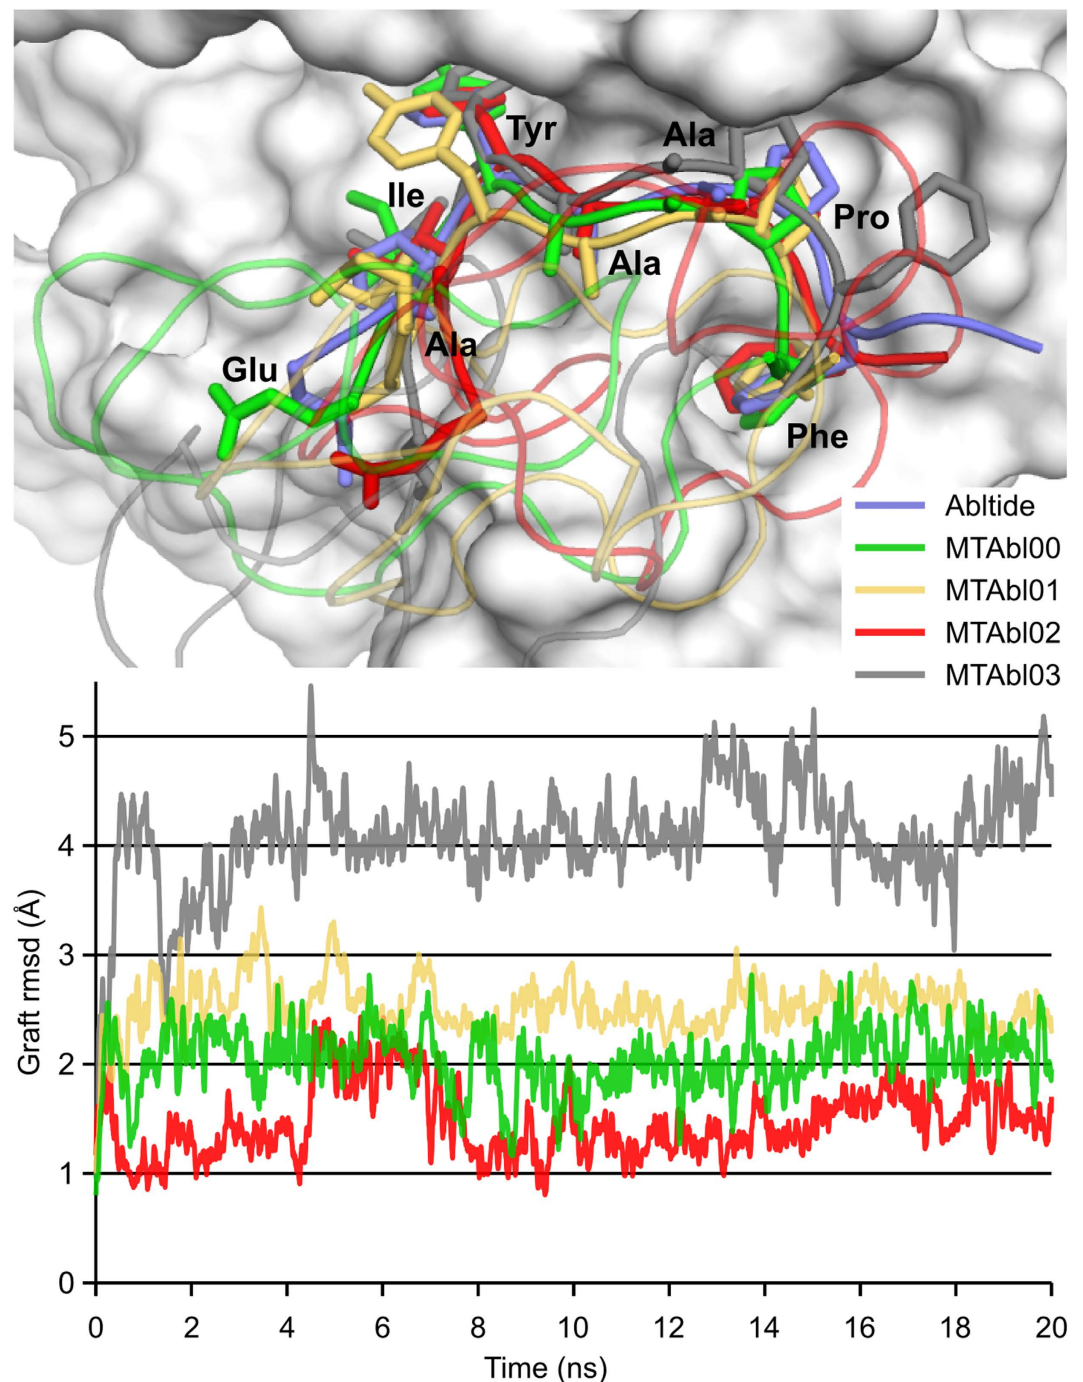 Tyr
Ala
Ile
Pro
Ala
Ala
Glu
Phe
Abltide
MTAbl00
MTAbl01
MTAbl02
MTAbl03
Graft rmsd (Å)
5
4
3
2
1
0
0 2 4 6 8 10 12 14 16 18 20
Time (ns)